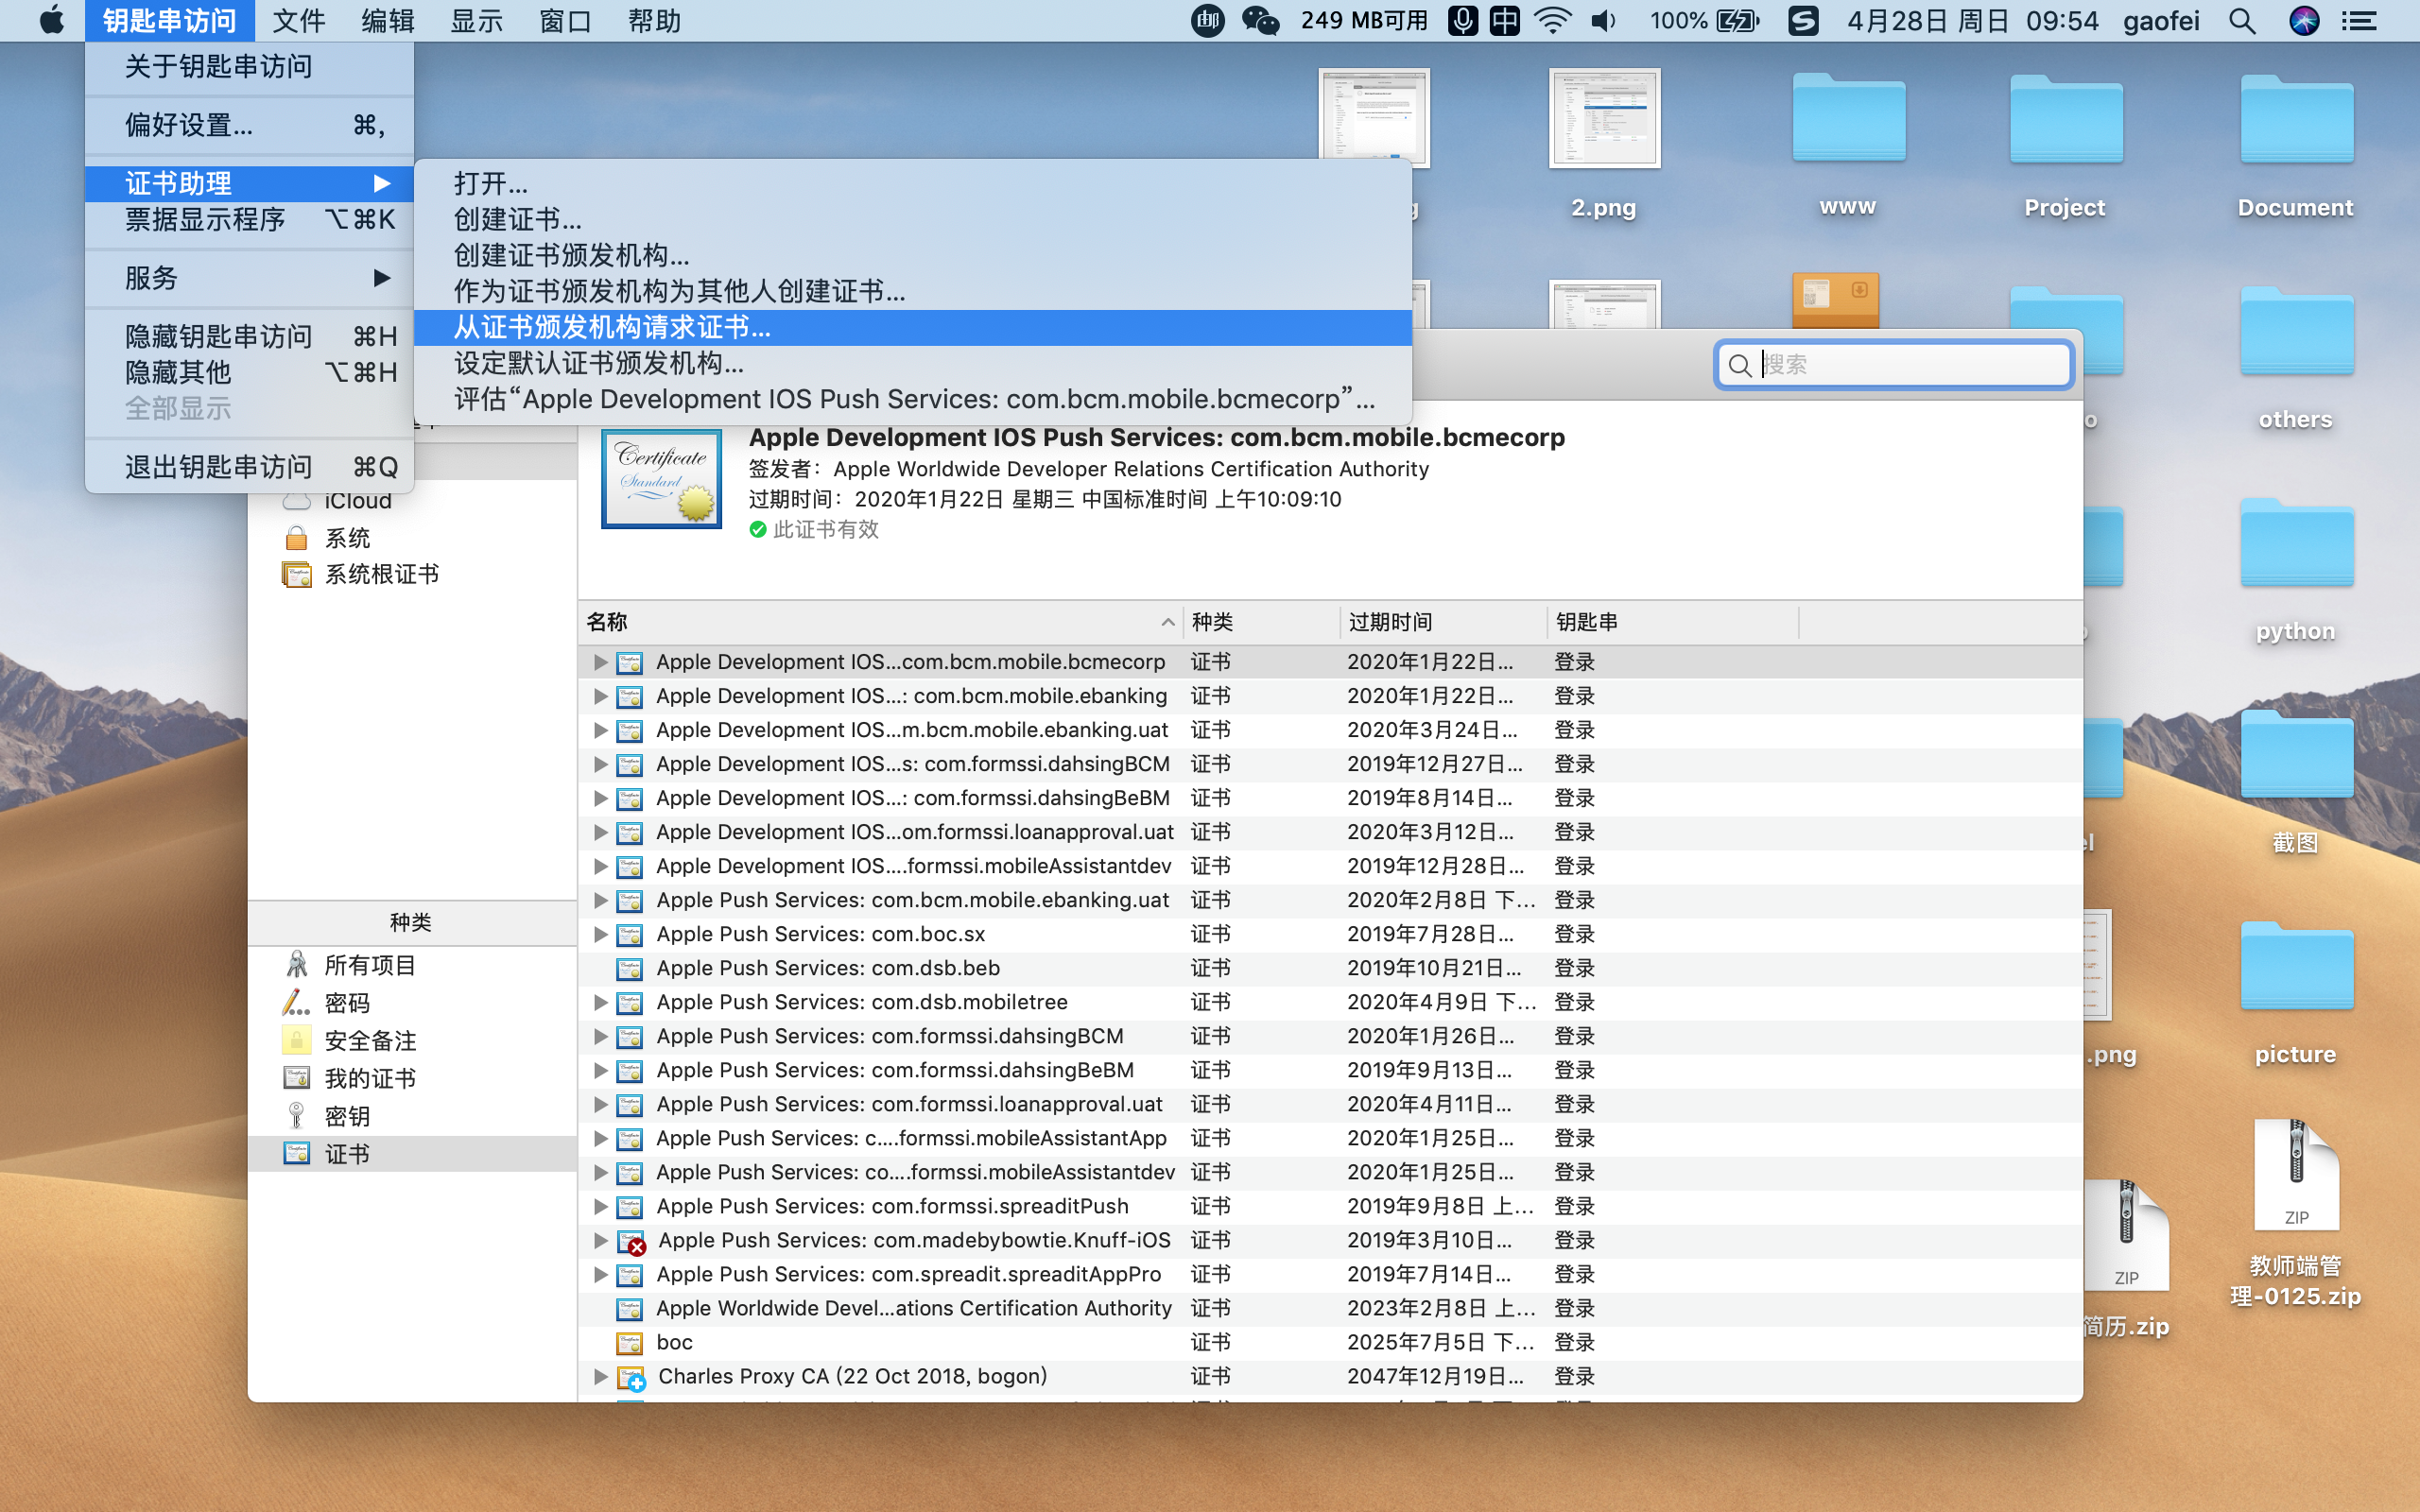 钥匙串访问 文件 编辑 显示 窗口 帮助 249 MB可用 中 100% 4月28日 周日 09:54 gaofei
关于钥匙串访问
偏好设置... ⌘,
证书助理 ▶
票据显示程序 ⌥⌘K
服务 ▶
隐藏钥匙串访问 ⌘H
隐藏其他 ⌥⌘H
全部显示
退出钥匙串访问 ⌘Q
打开...
创建证书...
创建证书颁发机构...
作为证书颁发机构为其他人创建证书...
从证书颁发机构请求证书...
设定默认证书颁发机构...
评估“Apple Development IOS Push Services: com.bcm.mobile.bcmecorp”...
搜索
Certificate
Standard
Apple Development IOS Push Services: com.bcm.mobile.bcmecorp
签发者： Apple Worldwide Developer Relations Certification Authority
过期时间： 2020年1月22日 星期三 中国标准时间 上午10:09:10
此证书有效
iCloud
系统
系统根证书
种类
所有项目
密码
安全备注
我的证书
密钥
证书
名称 种类 过期时间 钥匙串
Apple Development IOS...com.bcm.mobile.bcmecorp 证书 2020年1月22日... 登录
Apple Development IOS...: com.bcm.mobile.ebanking 证书 2020年1月22日... 登录
Apple Development IOS...m.bcm.mobile.ebanking.uat 证书 2020年3月24日... 登录
Apple Development IOS...s: com.formssi.dahsingBCM 证书 2019年12月27日... 登录
Apple Development IOS...: com.formssi.dahsingBeBM 证书 2019年8月14日... 登录
Apple Development IOS...om.formssi.loanapproval.uat 证书 2020年3月12日... 登录
Apple Development IOS....formssi.mobileAssistantdev 证书 2019年12月28日... 登录
Apple Push Services: com.bcm.mobile.ebanking.uat 证书 2020年2月8日 下... 登录
Apple Push Services: com.boc.sx 证书 2019年7月28日... 登录
Apple Push Services: com.dsb.beb 证书 2019年10月21日... 登录
Apple Push Services: com.dsb.mobiletree 证书 2020年4月9日 下... 登录
Apple Push Services: com.formssi.dahsingBCM 证书 2020年1月26日... 登录
Apple Push Services: com.formssi.dahsingBeBM 证书 2019年9月13日... 登录
Apple Push Services: com.formssi.loanapproval.uat 证书 2020年4月11日... 登录
Apple Push Services: c....formssi.mobileAssistantApp 证书 2020年1月25日... 登录
Apple Push Services: co....formssi.mobileAssistantdev 证书 2020年1月25日... 登录
Apple Push Services: com.formssi.spreaditPush 证书 2019年9月8日 上... 登录
Apple Push Services: com.madebybowtie.Knuff-iOS 证书 2019年3月10日... 登录
Apple Push Services: com.spreadit.spreaditAppPro 证书 2019年7月14日... 登录
Apple Worldwide Devel...ations Certification Authority 证书 2023年2月8日 上... 登录
boc 证书 2025年7月5日 下... 登录
Charles Proxy CA (22 Oct 2018, bogon) 证书 2047年12月19日... 登录
g
2.png
www
Project
Document
others
python
截图
.png
picture
ZIP
ZIP
简历.zip
教师端管
理-0125.zip